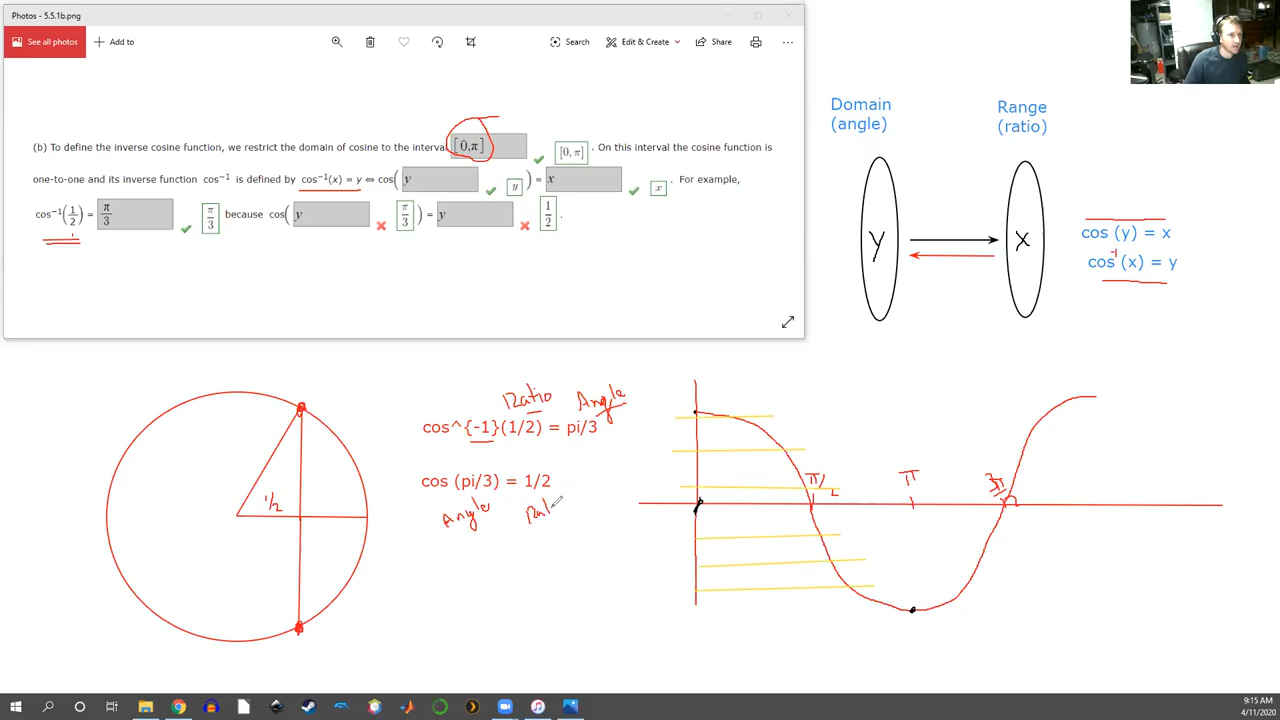 Photos - 5.5.1b.png
See all photos
Add to
Search
Edit & Create
Share
(b) To define the inverse cosine function, we restrict the domain of cosine to the interval [0,π] [0, π] . On this interval the cosine function is
one-to-one and its inverse function cos⁻¹ is defined by cos⁻¹(x) = y ⇔ cos( y y ) = x x . For example,
cos⁻¹(1/2) = π/3 π/3 because cos( y π/3 ) = y 1/2 .
Domain
(angle)
Range
(ratio)
y
x
cos (y) = x
cos⁻¹ (x) = y
Ratio Angle
cos^{-1}(1/2) = pi/3
cos (pi/3) = 1/2
Angle
1/2
π/2
π
3π/2
9:15 AM
4/11/2020